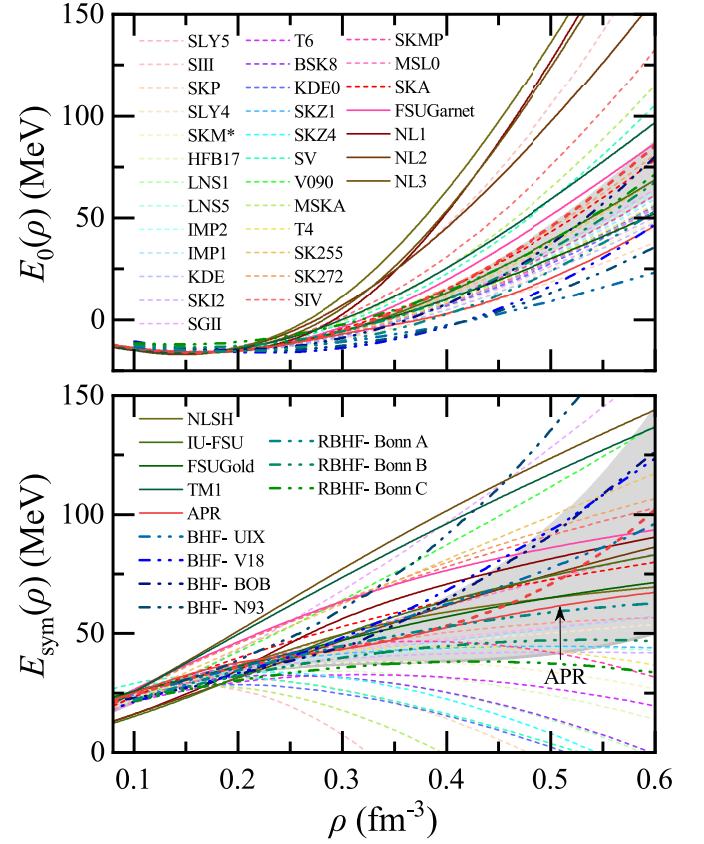 150
100
50
0
E₀(ρ) (MeV)
SLY5
SIII
SKP
SLY4
SKM*
HFB17
LNS1
LNS5
IMP2
IMP1
KDE
SKI2
SGII
T6
BSK8
KDE0
SKZ1
SKZ4
SV
V090
MSKA
T4
SK255
SK272
SIV
SKMP
MSL0
SKA
FSUGarnet
NL1
NL2
NL3
150
100
50
0
E_sym(ρ) (MeV)
NLSH
IU-FSU
FSUGold
TM1
APR
BHF- UIX
BHF- V18
BHF- BOB
BHF- N93
RBHF- Bonn A
RBHF- Bonn B
RBHF- Bonn C
APR
0.1 0.2 0.3 0.4 0.5 0.6
ρ (fm⁻³)